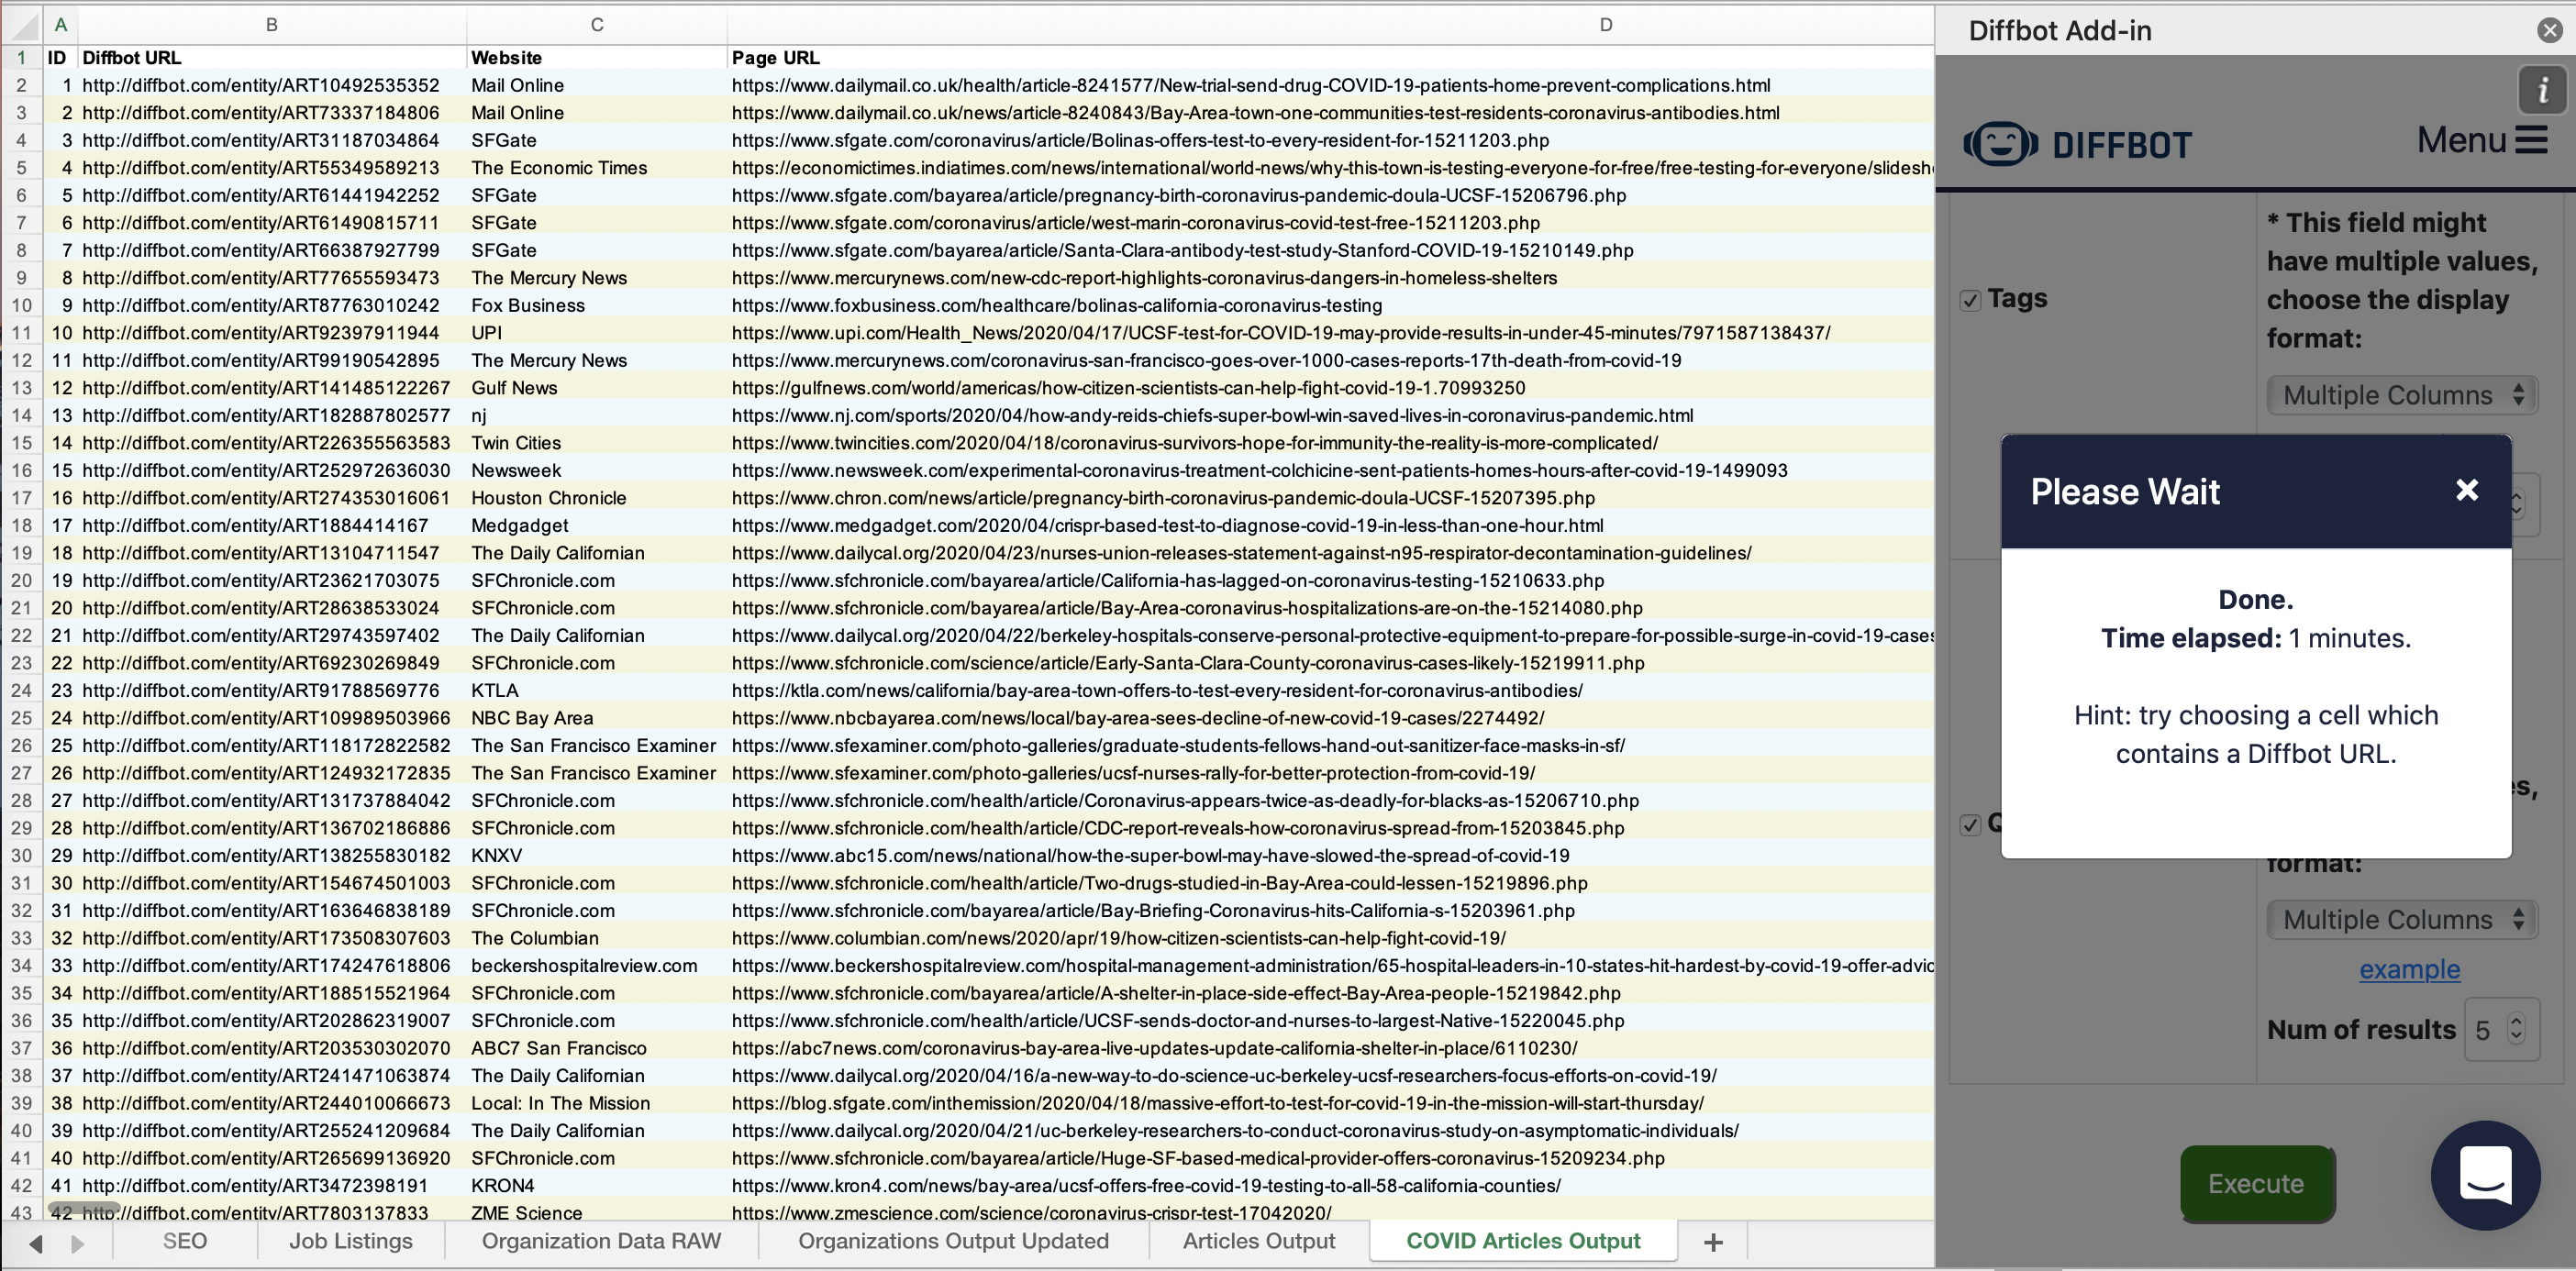 A B C D
1 ID Diffbot URL Website Page URL
2 1 http://diffbot.com/entity/ART10492535352 Mail Online https://www.dailymail.co.uk/health/article-8241577/New-trial-send-drug-COVID-19-patients-home-prevent-complications.html
3 2 http://diffbot.com/entity/ART73337184806 Mail Online https://www.dailymail.co.uk/news/article-8240843/Bay-Area-town-one-communities-test-residents-coronavirus-antibodies.html
4 3 http://diffbot.com/entity/ART31187034864 SFGate https://www.sfgate.com/coronavirus/article/Bolinas-offers-test-to-every-resident-for-15211203.php
5 4 http://diffbot.com/entity/ART55349589213 The Economic Times https://economictimes.indiatimes.com/news/international/world-news/why-this-town-is-testing-everyone-for-free/free-testing-for-everyone/slidesh
6 5 http://diffbot.com/entity/ART61441942252 SFGate https://www.sfgate.com/bayarea/article/pregnancy-birth-coronavirus-pandemic-doula-UCSF-15206796.php
7 6 http://diffbot.com/entity/ART61490815711 SFGate https://www.sfgate.com/coronavirus/article/west-marin-coronavirus-covid-test-free-15211203.php
8 7 http://diffbot.com/entity/ART66387927799 SFGate https://www.sfgate.com/bayarea/article/Santa-Clara-antibody-test-study-Stanford-COVID-19-15210149.php
9 8 http://diffbot.com/entity/ART77655593473 The Mercury News https://www.mercurynews.com/new-cdc-report-highlights-coronavirus-dangers-in-homeless-shelters
10 9 http://diffbot.com/entity/ART87763010242 Fox Business https://www.foxbusiness.com/healthcare/bolinas-california-coronavirus-testing
11 10 http://diffbot.com/entity/ART92397911944 UPI https://www.upi.com/Health_News/2020/04/17/UCSF-test-for-COVID-19-may-provide-results-in-under-45-minutes/7971587138437/
12 11 http://diffbot.com/entity/ART99190542895 The Mercury News https://www.mercurynews.com/coronavirus-san-francisco-goes-over-1000-cases-reports-17th-death-from-covid-19
13 12 http://diffbot.com/entity/ART141485122267 Gulf News https://gulfnews.com/world/americas/how-citizen-scientists-can-help-fight-covid-19-1.70993250
14 13 http://diffbot.com/entity/ART182887802577 nj https://www.nj.com/sports/2020/04/how-andy-reids-chiefs-super-bowl-win-saved-lives-in-coronavirus-pandemic.html
15 14 http://diffbot.com/entity/ART226355563583 Twin Cities https://www.twincities.com/2020/04/18/coronavirus-survivors-hope-for-immunity-the-reality-is-more-complicated/
16 15 http://diffbot.com/entity/ART252972636030 Newsweek https://www.newsweek.com/experimental-coronavirus-treatment-colchicine-sent-patients-homes-hours-after-covid-19-1499093
17 16 http://diffbot.com/entity/ART274353016061 Houston Chronicle https://www.chron.com/news/article/pregnancy-birth-coronavirus-pandemic-doula-UCSF-15207395.php
18 17 http://diffbot.com/entity/ART1884414167 Medgadget https://www.medgadget.com/2020/04/crispr-based-test-to-diagnose-covid-19-in-less-than-one-hour.html
19 18 http://diffbot.com/entity/ART13104711547 The Daily Californian https://www.dailycal.org/2020/04/23/nurses-union-releases-statement-against-n95-respirator-decontamination-guidelines/
20 19 http://diffbot.com/entity/ART23621703075 SFChronicle.com https://www.sfchronicle.com/bayarea/article/California-has-lagged-on-coronavirus-testing-15210633.php
21 20 http://diffbot.com/entity/ART28638533024 SFChronicle.com https://www.sfchronicle.com/bayarea/article/Bay-Area-coronavirus-hospitalizations-are-on-the-15214080.php
22 21 http://diffbot.com/entity/ART29743597402 The Daily Californian https://www.dailycal.org/2020/04/22/berkeley-hospitals-conserve-personal-protective-equipment-to-prepare-for-possible-surge-in-covid-19-cases
23 22 http://diffbot.com/entity/ART69230269849 SFChronicle.com https://www.sfchronicle.com/science/article/Early-Santa-Clara-County-coronavirus-cases-likely-15219911.php
24 23 http://diffbot.com/entity/ART91788569776 KTLA https://ktla.com/news/california/bay-area-town-offers-to-test-every-resident-for-coronavirus-antibodies/
25 24 http://diffbot.com/entity/ART109989503966 NBC Bay Area https://www.nbcbayarea.com/news/local/bay-area-sees-decline-of-new-covid-19-cases/2274492/
26 25 http://diffbot.com/entity/ART118172822582 The San Francisco Examiner https://www.sfexaminer.com/photo-galleries/graduate-students-fellows-hand-out-sanitizer-face-masks-in-sf/
27 26 http://diffbot.com/entity/ART124932172835 The San Francisco Examiner https://www.sfexaminer.com/photo-galleries/ucsf-nurses-rally-for-better-protection-from-covid-19/
28 27 http://diffbot.com/entity/ART131737884042 SFChronicle.com https://www.sfchronicle.com/health/article/Coronavirus-appears-twice-as-deadly-for-blacks-as-15206710.php
29 28 http://diffbot.com/entity/ART136702186886 SFChronicle.com https://www.sfchronicle.com/health/article/CDC-report-reveals-how-coronavirus-spread-from-15203845.php
30 29 http://diffbot.com/entity/ART138255830182 KNXV https://www.abc15.com/news/national/how-the-super-bowl-may-have-slowed-the-spread-of-covid-19
31 30 http://diffbot.com/entity/ART154674501003 SFChronicle.com https://www.sfchronicle.com/health/article/Two-drugs-studied-in-Bay-Area-could-lessen-15219896.php
32 31 http://diffbot.com/entity/ART163646838189 SFChronicle.com https://www.sfchronicle.com/bayarea/article/Bay-Briefing-Coronavirus-hits-California-s-15203961.php
33 32 http://diffbot.com/entity/ART173508307603 The Columbian https://www.columbian.com/news/2020/apr/19/how-citizen-scientists-can-help-fight-covid-19/
34 33 http://diffbot.com/entity/ART174247618806 beckershospitalreview.com https://www.beckershospitalreview.com/hospital-management-administration/65-hospital-leaders-in-10-states-hit-hardest-by-covid-19-offer-advic
35 34 http://diffbot.com/entity/ART188515521964 SFChronicle.com https://www.sfchronicle.com/bayarea/article/A-shelter-in-place-side-effect-Bay-Area-people-15219842.php
36 35 http://diffbot.com/entity/ART202862319007 SFChronicle.com https://www.sfchronicle.com/health/article/UCSF-sends-doctor-and-nurses-to-largest-Native-15220045.php
37 36 http://diffbot.com/entity/ART203530302070 ABC7 San Francisco https://abc7news.com/coronavirus-bay-area-live-updates-update-california-shelter-in-place/6110230/
38 37 http://diffbot.com/entity/ART241471063874 The Daily Californian https://www.dailycal.org/2020/04/16/a-new-way-to-do-science-uc-berkeley-ucsf-researchers-focus-efforts-on-covid-19/
39 38 http://diffbot.com/entity/ART244010066673 Local: In The Mission https://blog.sfgate.com/inthemission/2020/04/18/massive-effort-to-test-for-covid-19-in-the-mission-will-start-thursday/
40 39 http://diffbot.com/entity/ART255241209684 The Daily Californian https://www.dailycal.org/2020/04/21/uc-berkeley-researchers-to-conduct-coronavirus-study-on-asymptomatic-individuals/
41 40 http://diffbot.com/entity/ART265699136920 SFChronicle.com https://www.sfchronicle.com/bayarea/article/Huge-SF-based-medical-provider-offers-coronavirus-15209234.php
42 41 http://diffbot.com/entity/ART3472398191 KRON4 https://www.kron4.com/news/bay-area/ucsf-offers-free-covid-19-testing-to-all-58-california-counties/
43 42 http://diffbot.com/entity/ART7803137833 ZME Science https://www.zmescience.com/science/coronavirus-crispr-test-17042020/
SEO Job Listings Organization Data RAW Organizations Output Updated Articles Output COVID Articles Output +
Diffbot Add-in
i
DIFFBOT Menu
* This field might
have multiple values,
choose the display
format:
Tags
Multiple Columns
Please Wait
Done.
Time elapsed: 1 minutes.
Hint: try choosing a cell which
contains a Diffbot URL.
format:
Multiple Columns
example
Num of results 5
Execute